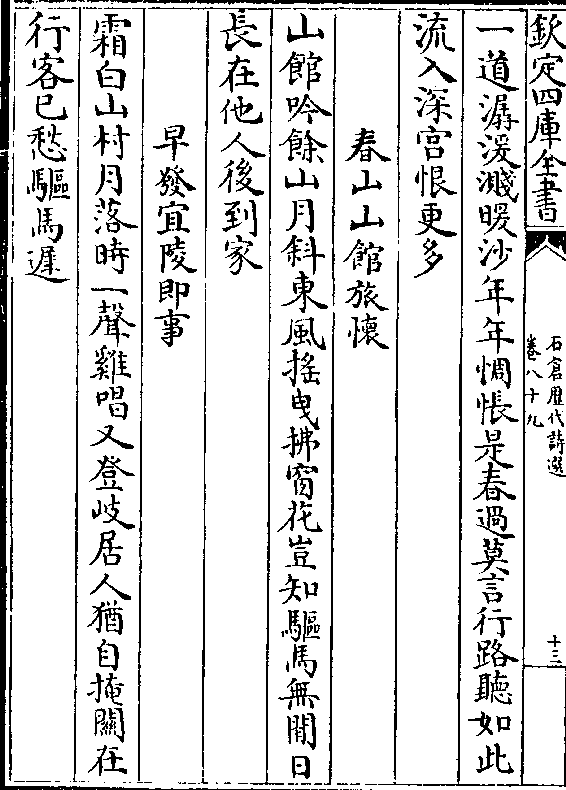 欽定四庫全書
石倉歴代詩選
卷八十九
十三
一道潺湲濺暖沙年年惆悵是春過莫言行路聽如此
流入深宫恨更多
春山山館旅懷
山館吟餘山月斜東風搖曳拂窗花豈知驅馬無閒日
長在他人後到家
早發宜陵即事
霜白山村月落時一聲雞唱又登岐居人猶自掩關在
行客已愁驅馬遲